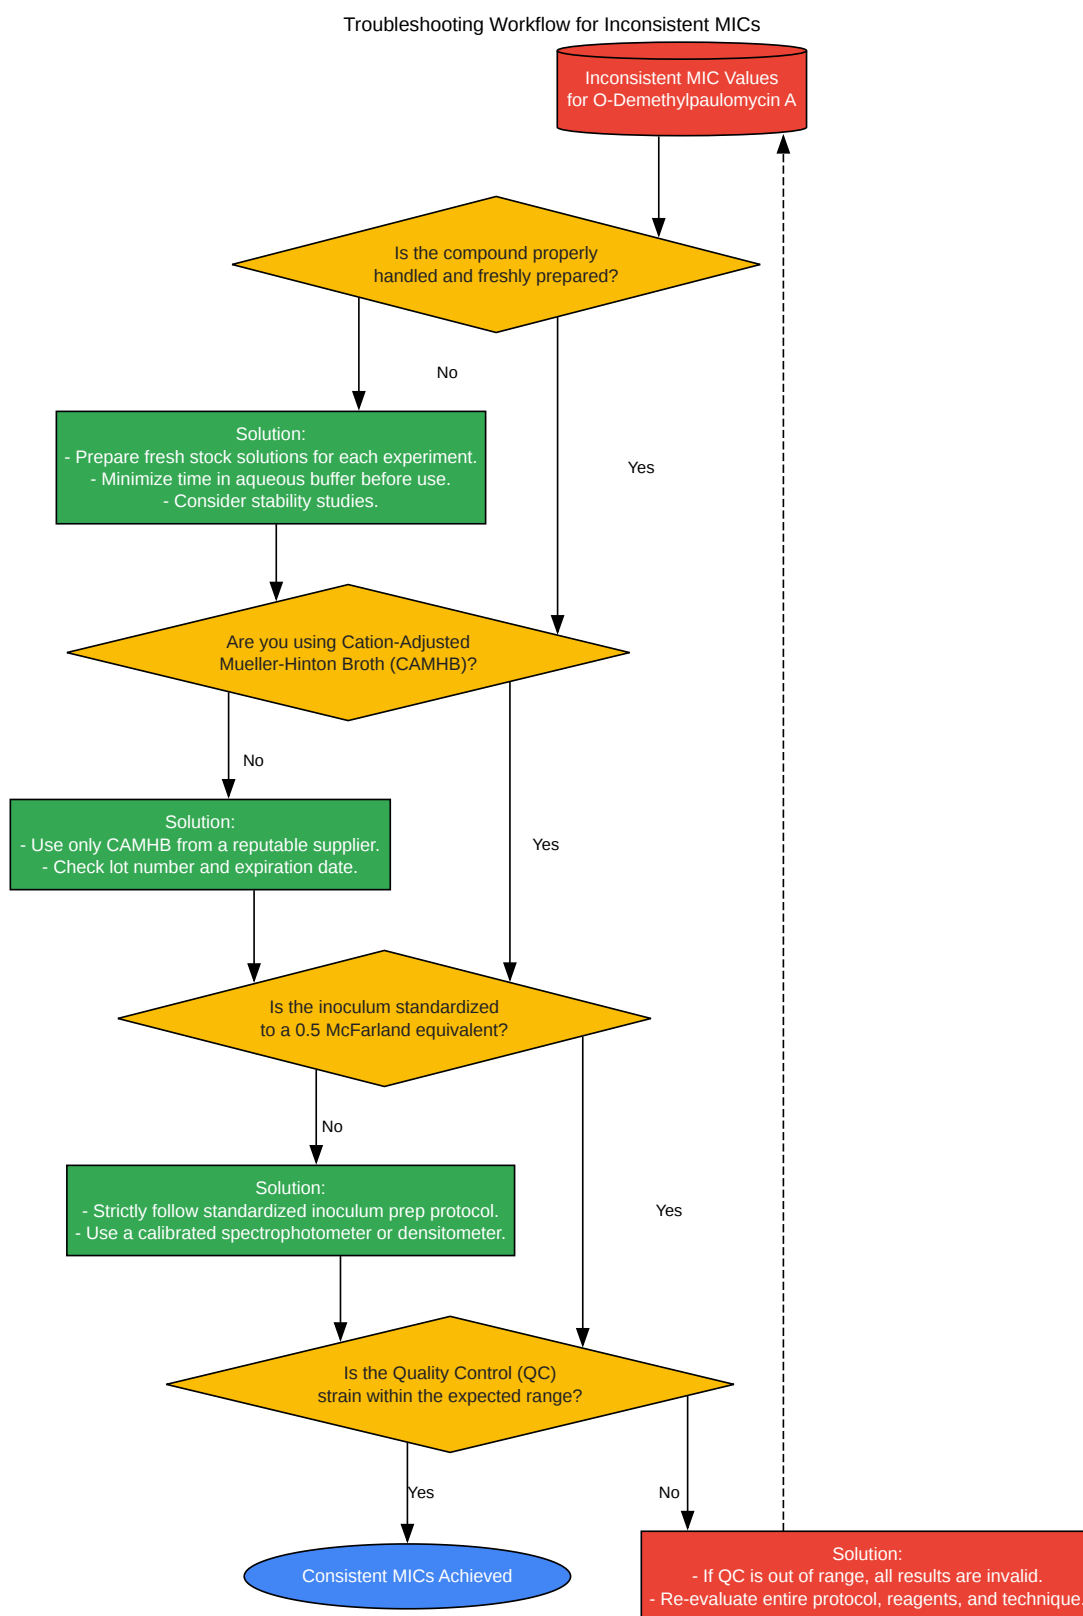 Troubleshooting Workflow for Inconsistent MICs
Inconsistent MIC Values
for O-Demethylpaulomycin A
Is the compound properly
handled and freshly prepared?
No
Yes
Solution:
- Prepare fresh stock solutions for each experiment.
- Minimize time in aqueous buffer before use.
- Consider stability studies.
Are you using Cation-Adjusted
Mueller-Hinton Broth (CAMHB)?
No
Yes
Solution:
- Use only CAMHB from a reputable supplier.
- Check lot number and expiration date.
Is the inoculum standardized
to a 0.5 McFarland equivalent?
No
Yes
Solution:
- Strictly follow standardized inoculum prep protocol.
- Use a calibrated spectrophotometer or densitometer.
Is the Quality Control (QC)
strain within the expected range?
Yes
No
Consistent MICs Achieved
Solution:
- If QC is out of range, all results are invalid.
- Re-evaluate entire protocol, reagents, and technique.